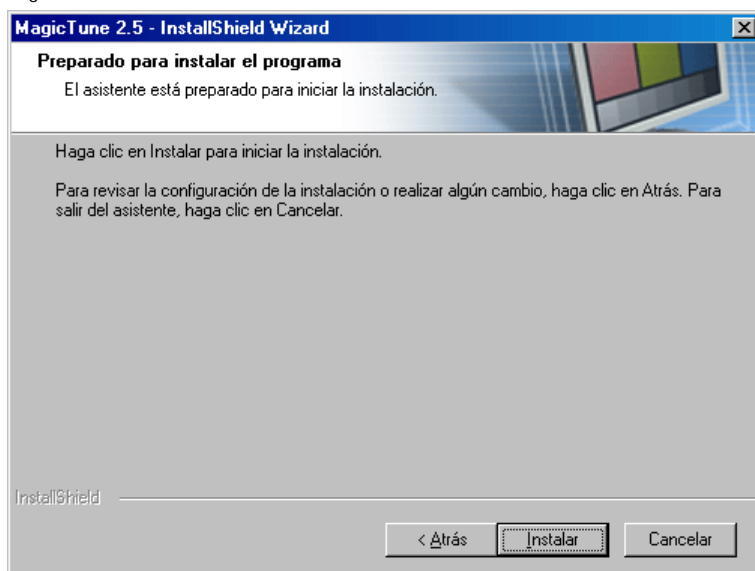 MagicTune 2.5 - InstallShield Wizard
Preparado para instalar el programa
El asistente está preparado para iniciar la instalación.
Haga clic en Instalar para iniciar la instalación.
Para revisar la configuración de la instalación o realizar algún cambio, haga clic en Atrás. Para
salir del asistente, haga clic en Cancelar.
InstallShield
< Atrás
Instalar
Cancelar